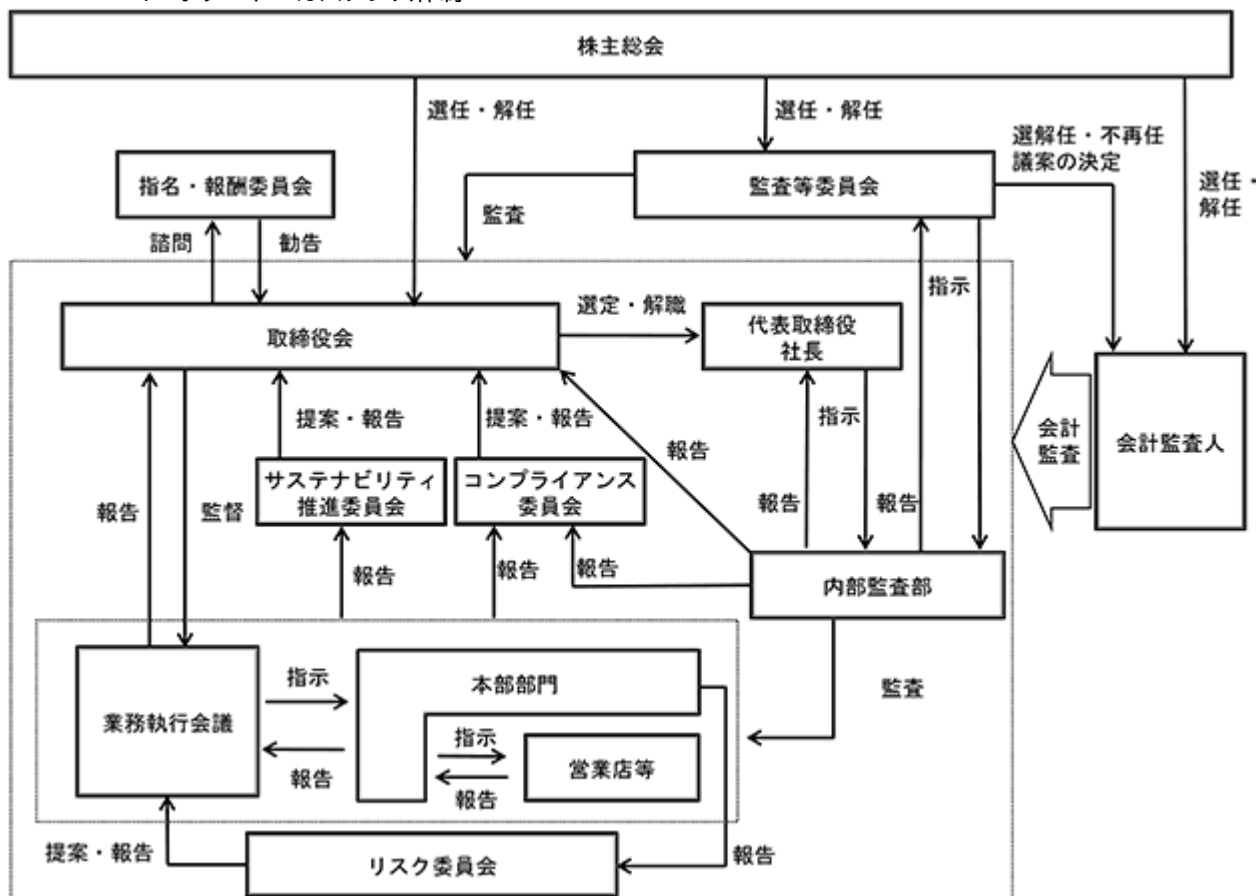 株主総会
選任・解任
選任・解任
選解任・不再任
議案の決定
選任・
解任
指名・報酬委員会
監査等委員会
監査
諮問
勧告
指示
取締役会
選定・解職
代表取締役
社長
提案・報告
提案・報告
指示
会計
監査
会計監査人
報告
サステナビリティ
推進委員会
コンプライアンス
委員会
報告
監督
報告
報告
報告
報告
報告
内部監査部
業務執行会議
指示
本部部門
監査
指示
営業店等
報告
報告
提案・報告
リスク委員会
報告